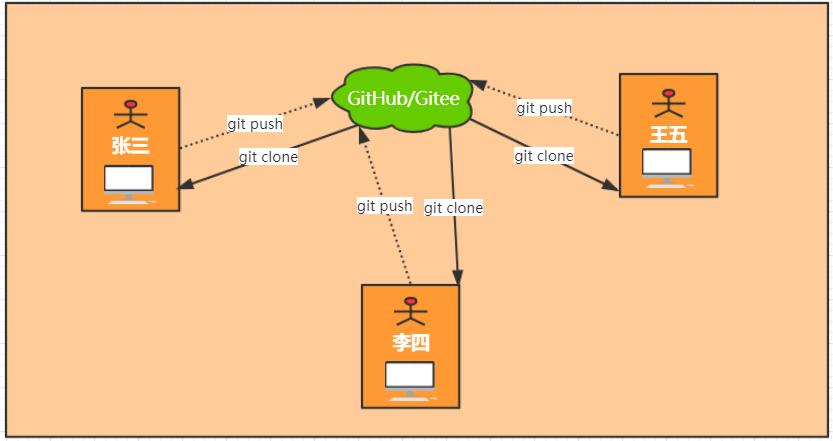 GitHub/Gitee
张三
git push
git clone
git push
git clone
王五
git push
git clone
李四